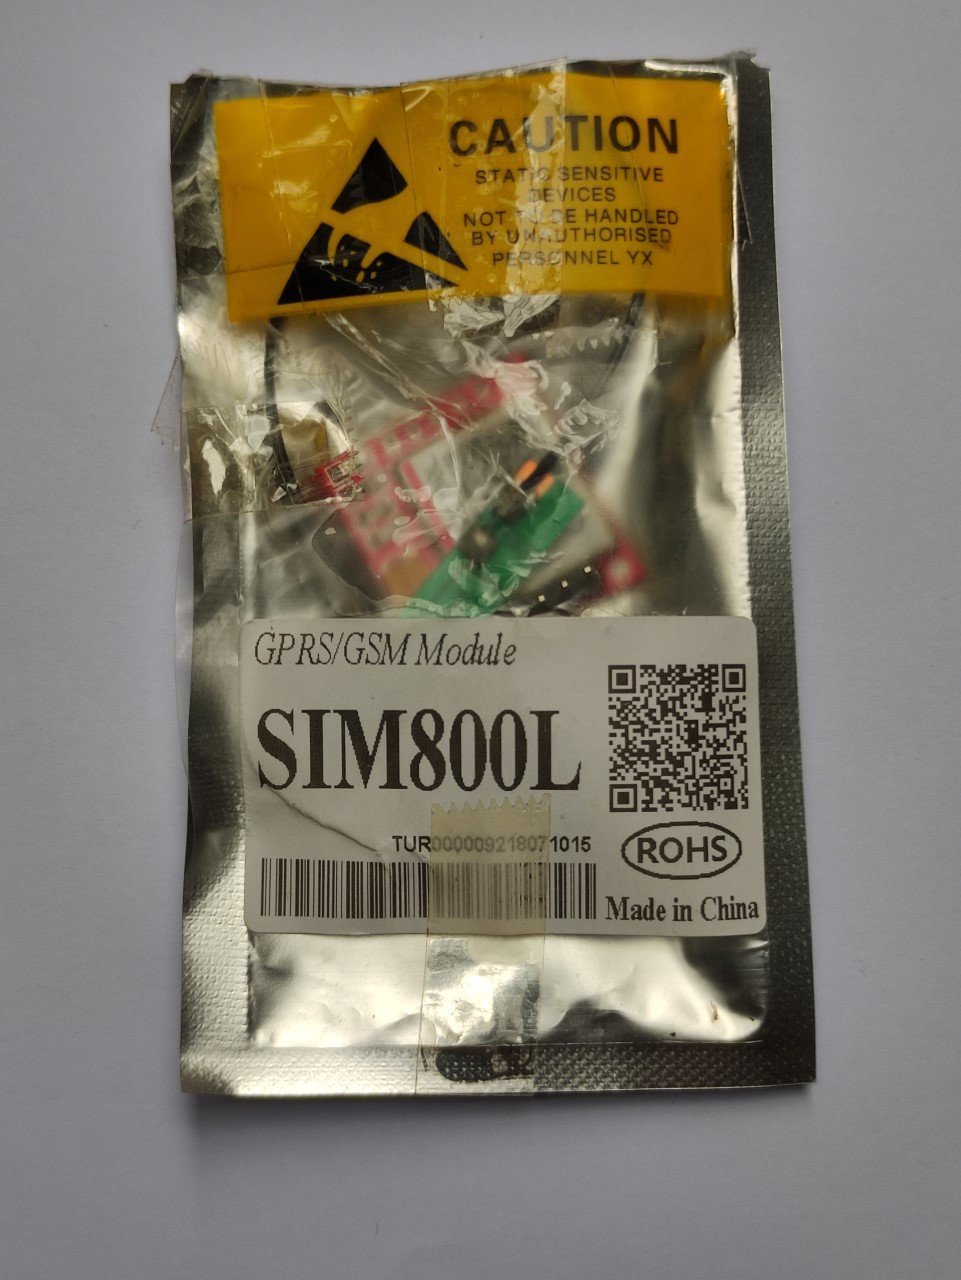 CAUTION
STATIC SENSITIVE
DEVICES
NOT TO BE HANDLED
BY UNAUTHORISED
PERSONNEL YX
GPRS/GSM Module
SIM800L
TUR000009218071015
ROHS
Made in China